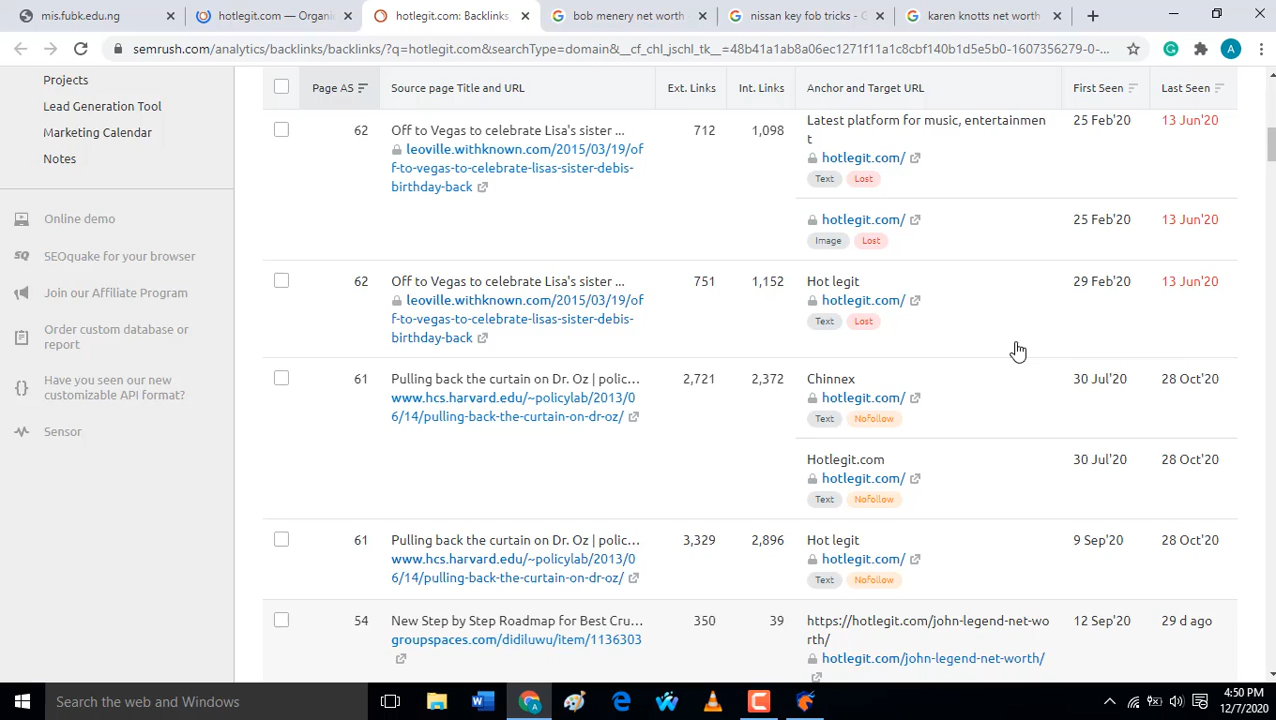 mis.fubk.edu.ng
hotlegit.com — Organi
hotlegit.com: Backlinks,
bob menery net worth
nissan key fob tricks - G
karen knotts net worth
semrush.com/analytics/backlinks/backlinks/?q=hotlegit.com&searchType=domain&__cf_chl_jschl_tk__=48b41a1ab8a06ec1271f11a1c8cbf140b1d5e5b0-1607356279-0-...
A
Projects
Lead Generation Tool
Marketing Calendar
Notes
Online demo
SEOquake for your browser
Join our Affiliate Program
Order custom database or
report
Have you seen our new
customizable API format?
Sensor
Page AS Source page Title and URL Ext. Links Int. Links Anchor and Target URL First Seen Last Seen
62 Off to Vegas to celebrate Lisa's sister ... 712 1,098 Latest platform for music, entertainmen 25 Feb'20 13 Jun'20
t
leoville.withknown.com/2015/03/19/of
f-to-vegas-to-celebrate-lisas-sister-debis-
birthday-back
hotlegit.com/
Text Lost
hotlegit.com/ 25 Feb'20 13 Jun'20
Image Lost
62 Off to Vegas to celebrate Lisa's sister ... 751 1,152 Hot legit 29 Feb'20 13 Jun'20
leoville.withknown.com/2015/03/19/of
f-to-vegas-to-celebrate-lisas-sister-debis-
birthday-back
hotlegit.com/
Text Lost
61 Pulling back the curtain on Dr. Oz | polic... 2,721 2,372 Chinnex 30 Jul'20 28 Oct'20
www.hcs.harvard.edu/~policylab/2013/0
6/14/pulling-back-the-curtain-on-dr-oz/
hotlegit.com/
Text Nofollow
Hotlegit.com 30 Jul'20 28 Oct'20
hotlegit.com/
Text Nofollow
61 Pulling back the curtain on Dr. Oz | polic... 3,329 2,896 Hot legit 9 Sep'20 28 Oct'20
www.hcs.harvard.edu/~policylab/2013/0
6/14/pulling-back-the-curtain-on-dr-oz/
hotlegit.com/
Text Nofollow
54 New Step by Step Roadmap for Best Cru... 350 39 https://hotlegit.com/john-legend-net-wo 12 Sep'20 29 d ago
rth/
groupspaces.com/didiluwu/item/1136303
hotlegit.com/john-legend-net-worth/
Search the web and Windows
4:50 PM
12/7/2020